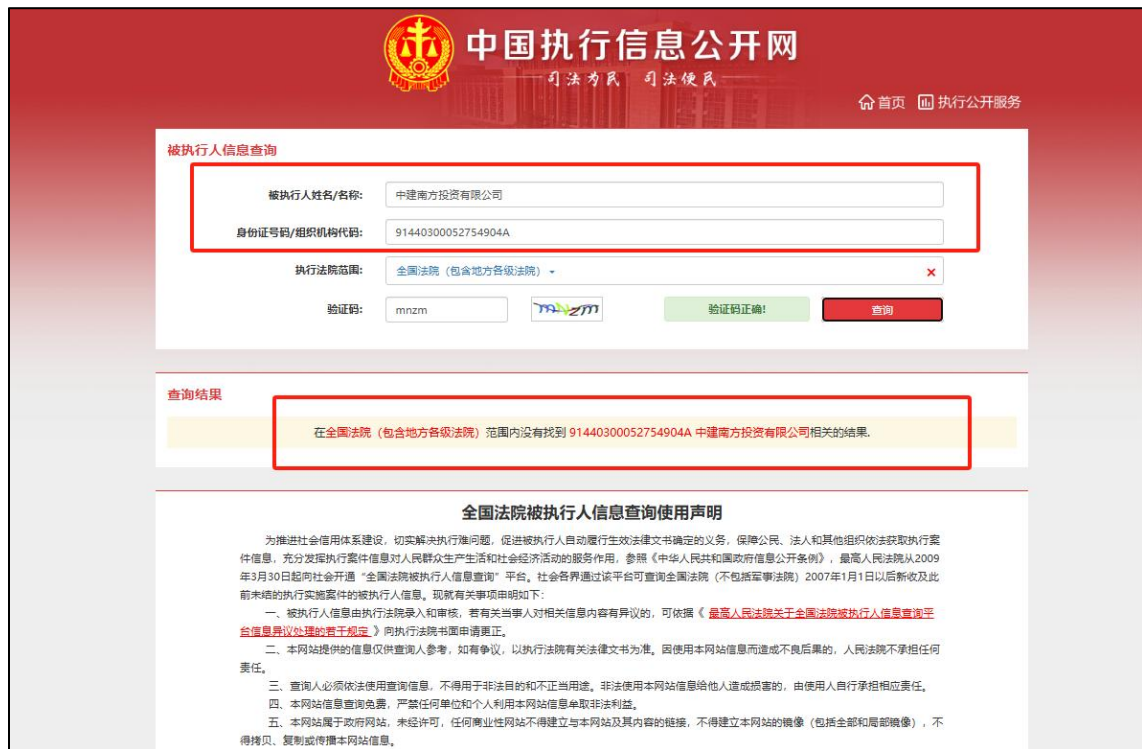 中国执行信息公开网
司法为民 司法便民
首页 执行公开服务
被执行人信息查询
被执行人姓名/名称: 中建南方投资有限公司
身份证号码/组织机构代码: 91440300052754904A
执行法院范围: 全国法院（包含地方各级法院）
验证码: mnzm mNzm 验证码正确! 查询
查询结果
在全国法院（包含地方各级法院）范围内没有找到 91440300052754904A 中建南方投资有限公司相关的结果.
全国法院被执行人信息查询使用声明
为推进社会信用体系建设，切实解决执行难问题，促进被执行人自动履行生效法律文书确定的义务，保障公民、法人和其他组织依法获取执行案
件信息，充分发挥执行案件信息对人民群众生产生活和社会经济活动的服务作用，参照《中华人民共和国政府信息公开条例》，最高人民法院从2009
年3月30日起向社会开通“全国法院被执行人信息查询”平台。社会各界通过该平台可查询全国法院（不包括军事法院）2007年1月1日以后新收及此
前未结的执行实施案件的被执行人信息。现就有关事项申明如下：
一、被执行人信息由执行法院录入和审核，若有关当事人对相关信息内容有异议的，可依据《 最高人民法院关于全国法院被执行人信息查询平
台信息异议处理的若干规定 》向执行法院书面申请更正。
二、本网站提供的信息仅供查询人参考，如有争议，以执行法院有关法律文书为准。因使用本网站信息而造成不良后果的，人民法院不承担任何
责任。
三、查询人必须依法使用查询信息，不得用于非法目的和不正当用途。非法使用本网站信息给他人造成损害的，由使用人自行承担相应责任。
四、本网站信息查询免费，严禁任何单位和个人利用本网站信息牟取非法利益。
五、本网站属于政府网站，未经许可，任何商业性网站不得建立与本网站及其内容的链接，不得建立本网站的镜像（包括全部和局部镜像），不
得拷贝、复制或传播本网站信息。